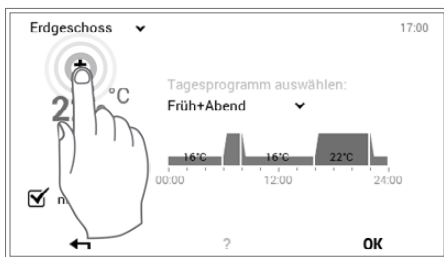 Erdgeschoss
17:00
+
°C
Tagesprogramm auswählen:
Früh+Abend
16°C 16°C 22°C
00:00 12:00 24:00
?
OK